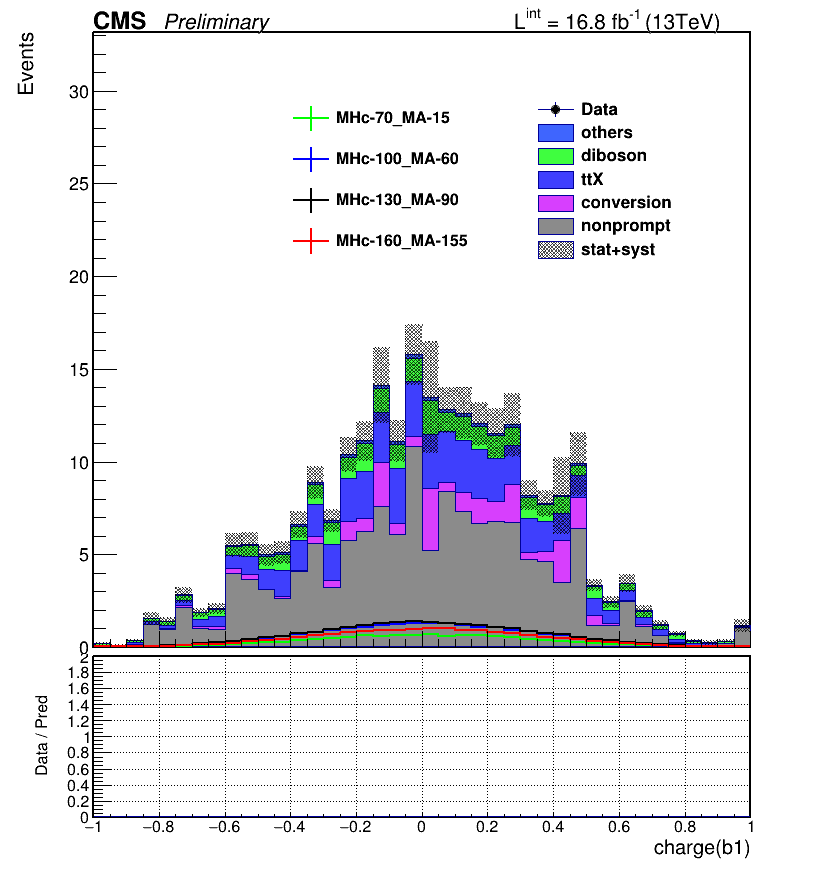 CMS Preliminary L^int = 16.8 fb^-1 (13TeV)
Events
30
25
20
15
10
5
0
MHc-70_MA-15
MHc-100_MA-60
MHc-130_MA-90
MHc-160_MA-155
Data
others
diboson
ttX
conversion
nonprompt
stat+syst
Data / Pred
2
1.8
1.6
1.4
1.2
1
0.8
0.6
0.4
0.2
0
−1 −0.8 −0.6 −0.4 −0.2 0 0.2 0.4 0.6 0.8 1
charge(b1)